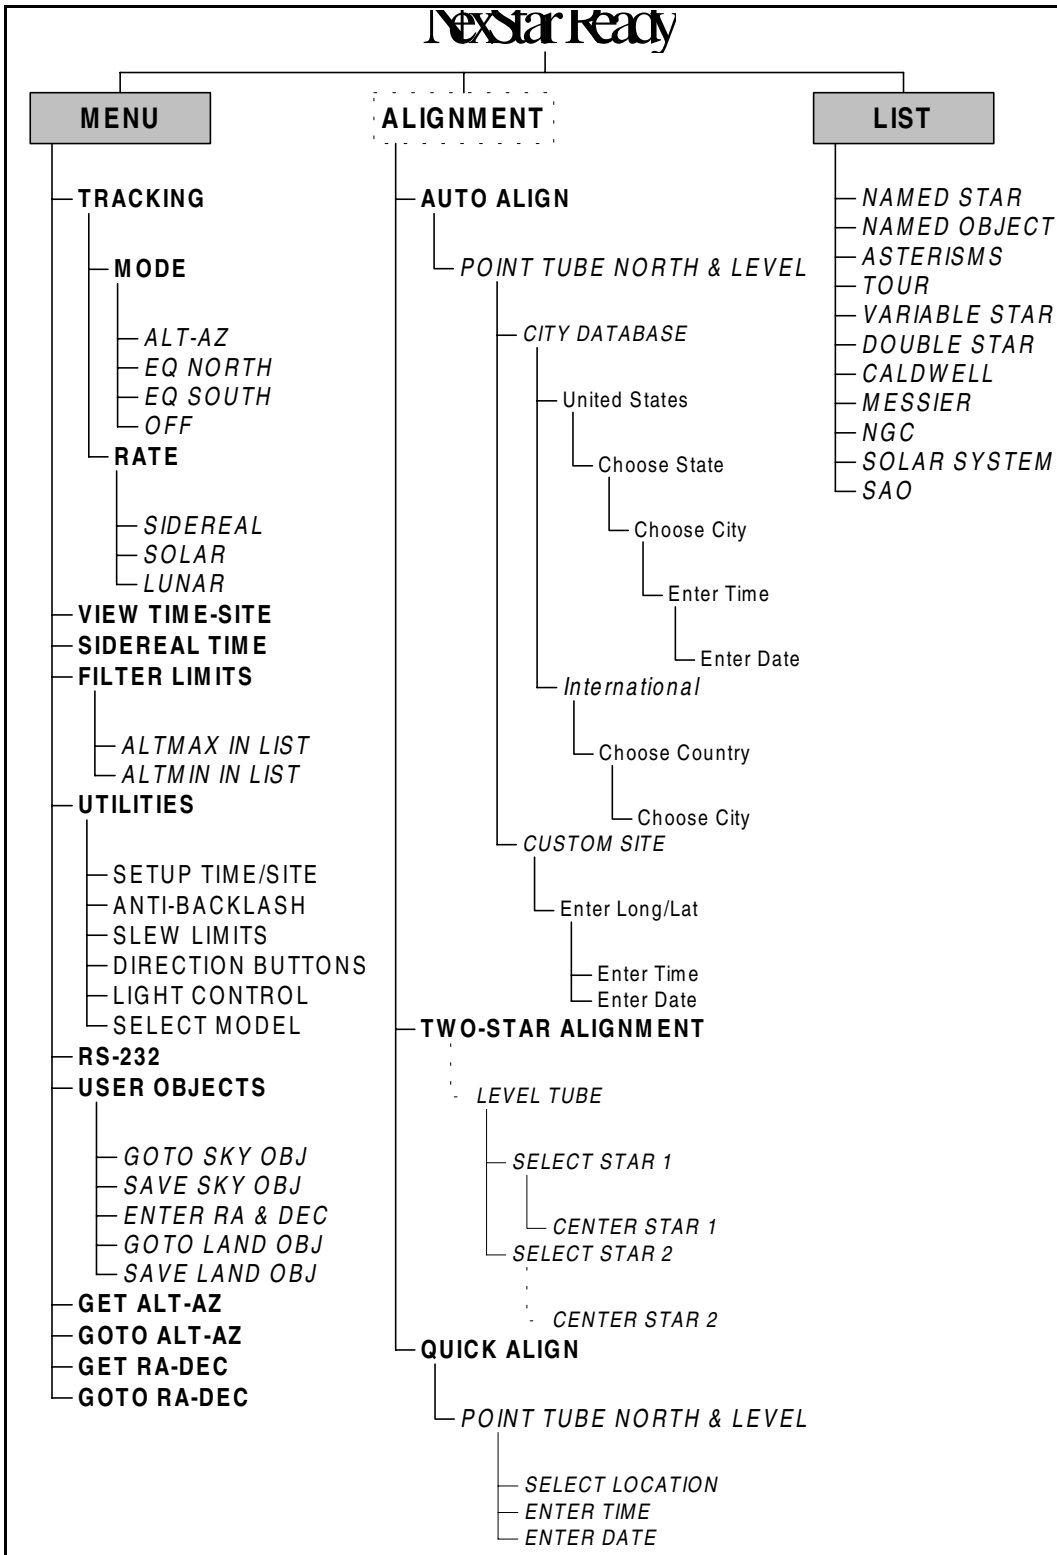 NexStar Ready
MENU
TRACKING
MODE
ALT-AZ
EQ NORTH
EQ SOUTH
OFF
RATE
SIDEREAL
SOLAR
LUNAR
VIEW TIME-SITE
SIDEREAL TIME
FILTER LIMITS
ALTMAX IN LIST
ALTMIN IN LIST
UTILITIES
SETUP TIME/SITE
ANTI-BACKLASH
SLEW LIMITS
DIRECTION BUTTONS
LIGHT CONTROL
SELECT MODEL
RS-232
USER OBJECTS
GOTO SKY OBJ
SAVE SKY OBJ
ENTER RA & DEC
GOTO LAND OBJ
SAVE LAND OBJ
GET ALT-AZ
GOTO ALT-AZ
GET RA-DEC
GOTO RA-DEC
ALIGNMENT
AUTO ALIGN
POINT TUBE NORTH & LEVEL
CITY DATABASE
United States
Choose State
Choose City
Enter Time
Enter Date
International
Choose Country
Choose City
CUSTOM SITE
Enter Long/Lat
Enter Time
Enter Date
TWO-STAR ALIGNMENT
LEVEL TUBE
SELECT STAR 1
CENTER STAR 1
SELECT STAR 2
CENTER STAR 2
QUICK ALIGN
POINT TUBE NORTH & LEVEL
SELECT LOCATION
ENTER TIME
ENTER DATE
LIST
NAMED STAR
NAMED OBJECT
ASTERISMS
TOUR
VARIABLE STAR
DOUBLE STAR
CALDWELL
MESSIER
NGC
SOLAR SYSTEM
SAO